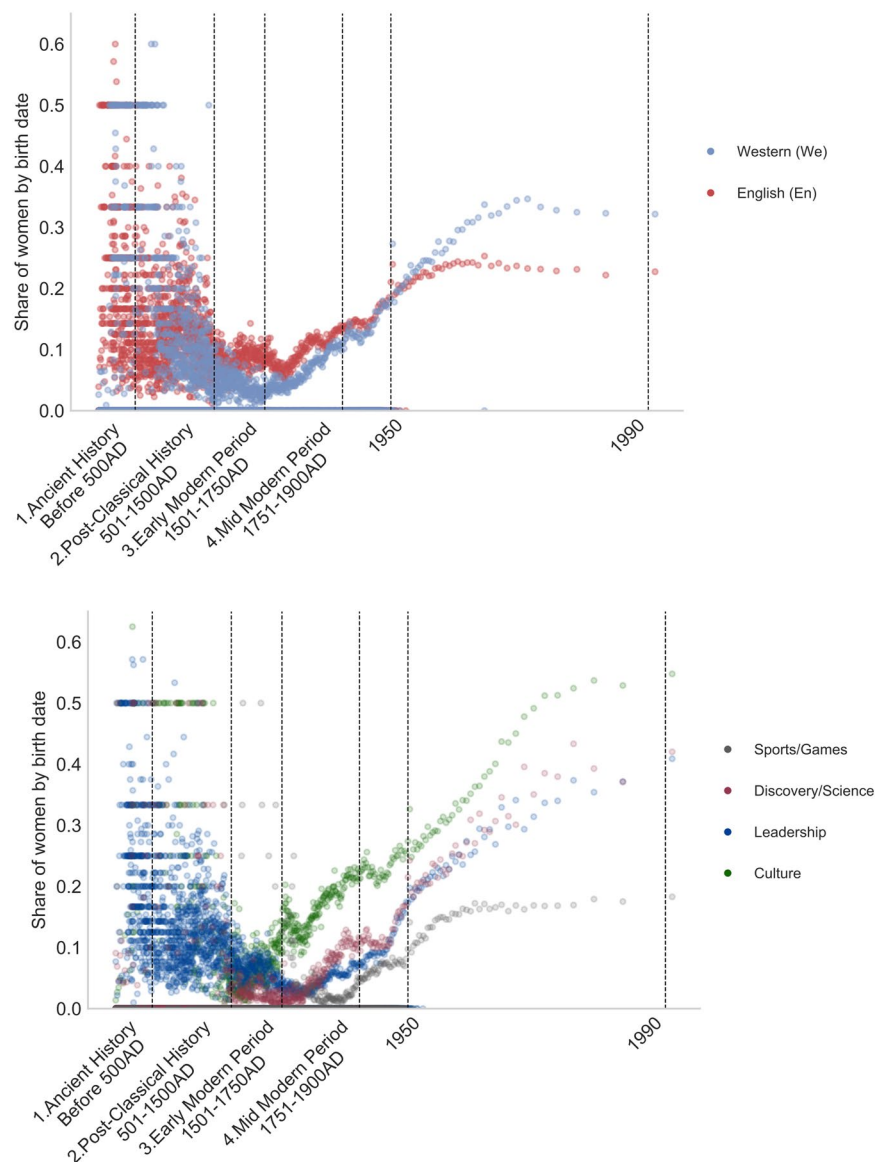 Share of women by birth date
0.6
0.5
0.4
0.3
0.2
0.1
0.0
1.Ancient History
Before 500AD
2.Post-Classical History
501-1500AD
3.Early Modern Period
1501-1750AD
4.Mid Modern Period
1751-1900AD
1950
1990
Western (We)
English (En)
Share of women by birth date
0.6
0.5
0.4
0.3
0.2
0.1
0.0
1.Ancient History
Before 500AD
2.Post-Classical History
501-1500AD
3.Early Modern Period
1501-1750AD
4.Mid Modern Period
1751-1900AD
1950
1990
Sports/Games
Discovery/Science
Leadership
Culture